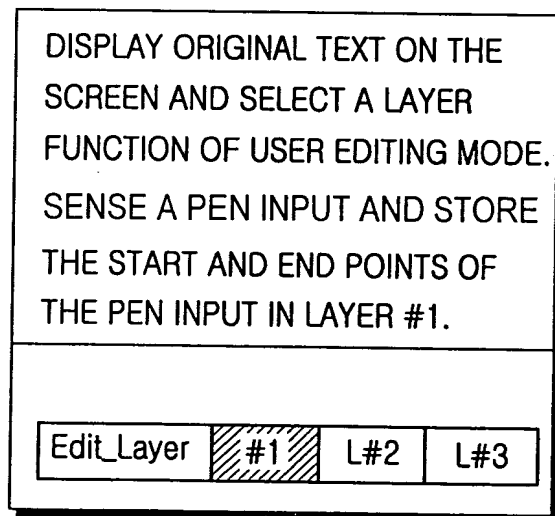 DISPLAY ORIGINAL TEXT ON THE
SCREEN AND SELECT A LAYER
FUNCTION OF USER EDITING MODE.
SENSE A PEN INPUT AND STORE
THE START AND END POINTS OF
THE PEN INPUT IN LAYER #1.
Edit_Layer #1 L#2 L#3